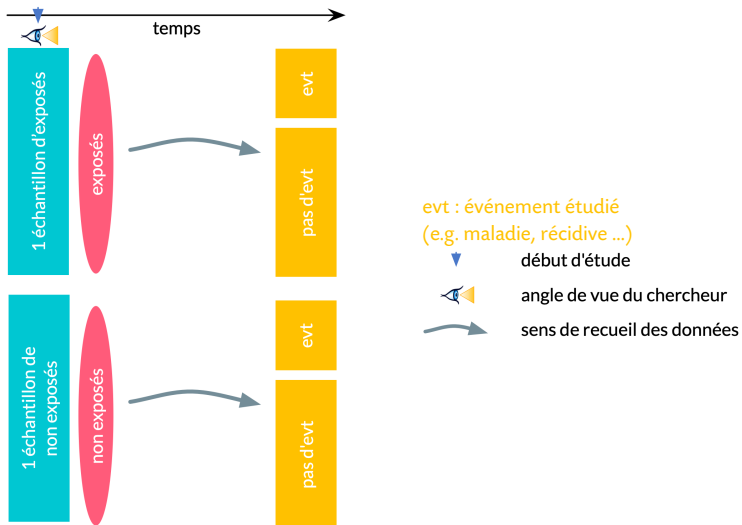 temps
1 échantillon d'exposés
exposés
evt
pas d'evt
1 échantillon de
non exposés
non exposés
evt
pas d'evt
evt : événement étudié
(e.g. maladie, récidive ...)
début d'étude
angle de vue du chercheur
sens de recueil des données